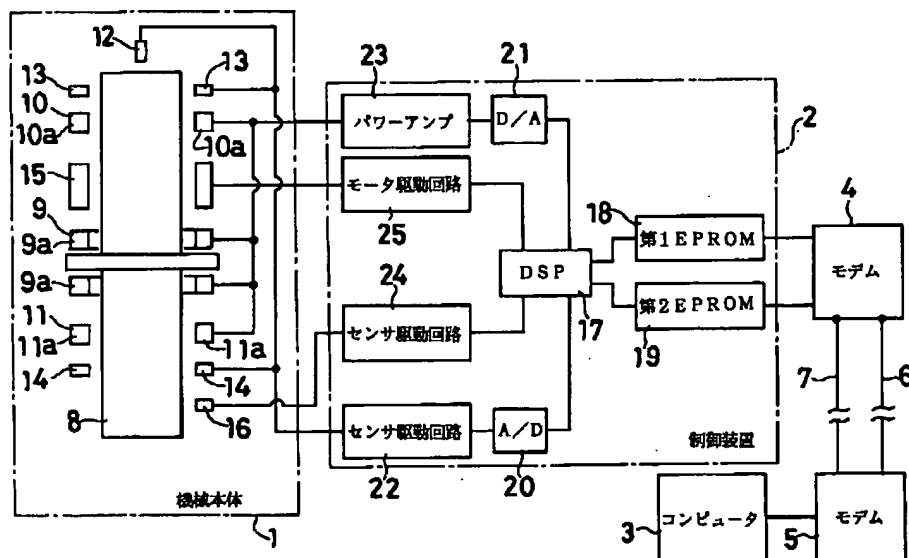 12
13
13
10
10a
10a
15
9
9a
9a
11
11a
11a
14
14
8
16
機械本体
1
23
パワーアンプ
21
D/A
2
モータ駆動回路
25
18
第1EPROM
4
モデム
DSP
17
24
センサ駆動回路
第2EPROM
19
7
6
センサ駆動回路
22
A/D
20
制御装置
3
コンピュータ
5
モデム